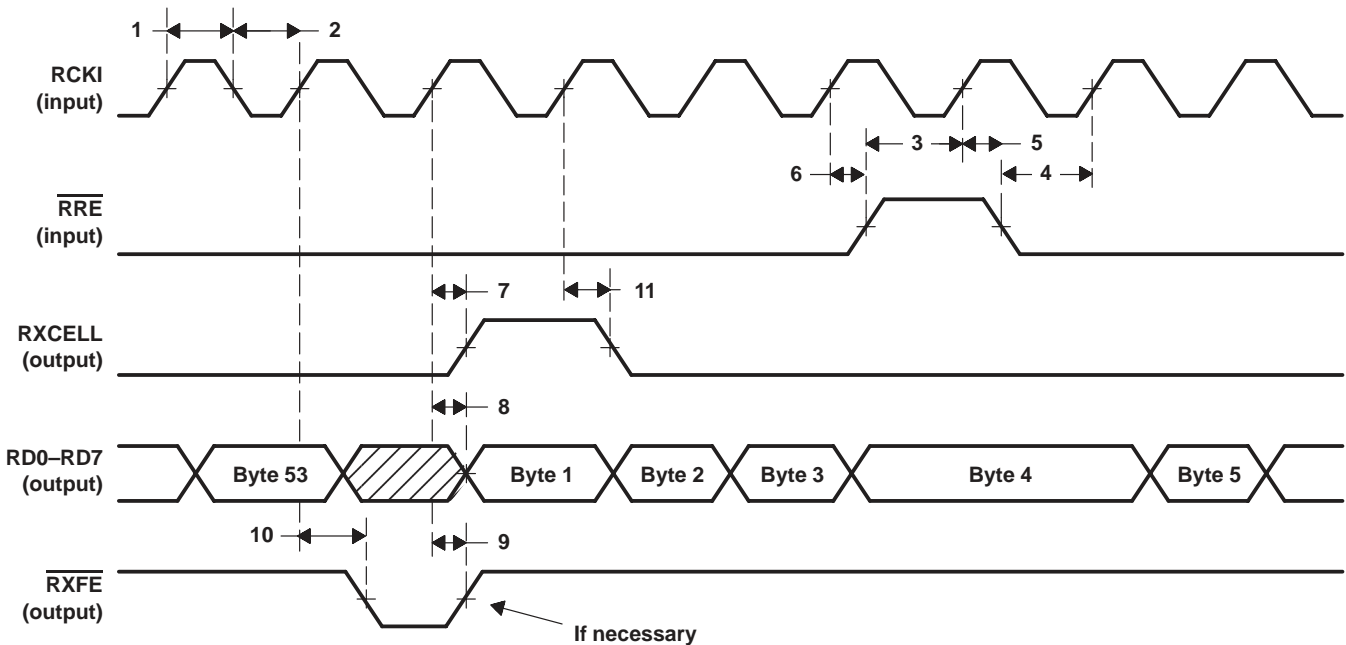 1
2
RCKI
(input)
3
5
6
4
RRE
(input)
7
11
RXCELL
(output)
8
RD0–RD7
(output)
Byte 53
Byte 1
Byte 2
Byte 3
Byte 4
Byte 5
10
9
RXFE
(output)
If necessary